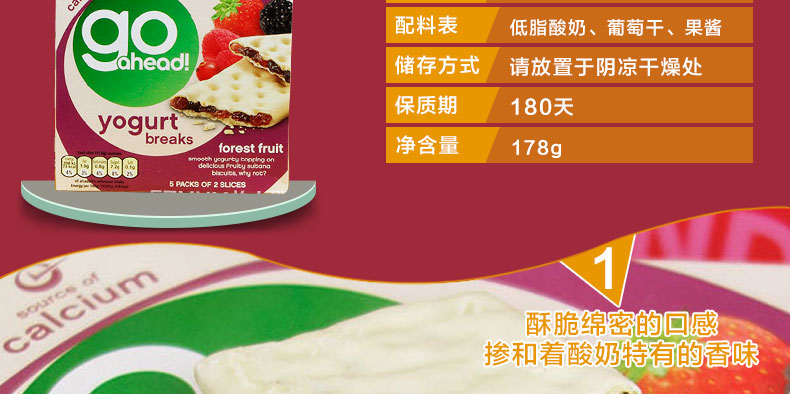 go
ahead!
yogurt
breaks
forest fruit
smooth yogurty topping on
delicious fruity sultana
biscuits, why not?
5 PACKS OF 2 SLICES
配料表 低脂酸奶、葡萄干、果酱
储存方式 请放置于阴凉干燥处
保质期 180天
净含量 178g
source of
calcium
1
酥脆绵密的口感
掺和着酸奶特有的香味